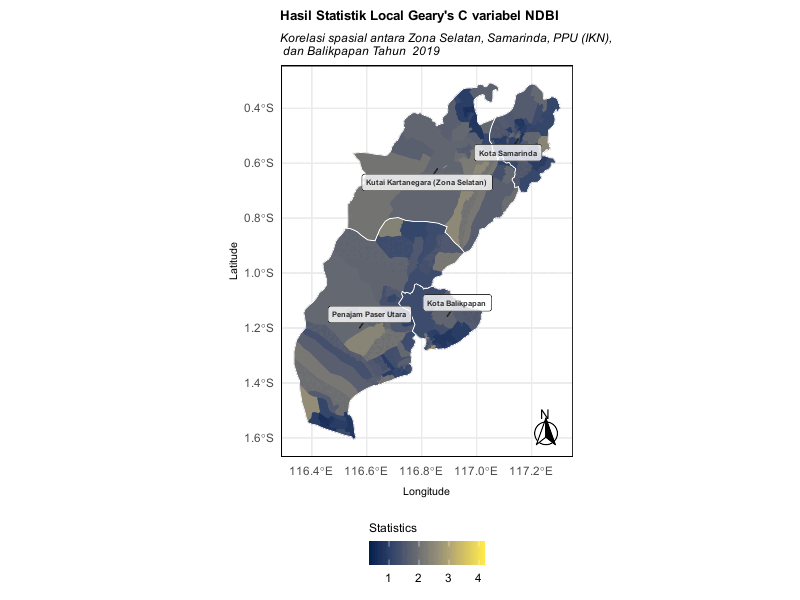 Hasil Statistik Local Geary's C variabel NDBI
Korelasi spasial antara Zona Selatan, Samarinda, PPU (IKN),
dan Balikpapan Tahun 2019
0.4°S
0.6°S
0.8°S
1.0°S
1.2°S
1.4°S
1.6°S
Latitude
Kota Samarinda
Kutai Kartanegara (Zona Selatan)
Kota Balikpapan
Penajam Paser Utara
N
116.4°E 116.6°E 116.8°E 117.0°E 117.2°E
Longitude
Statistics
1 2 3 4